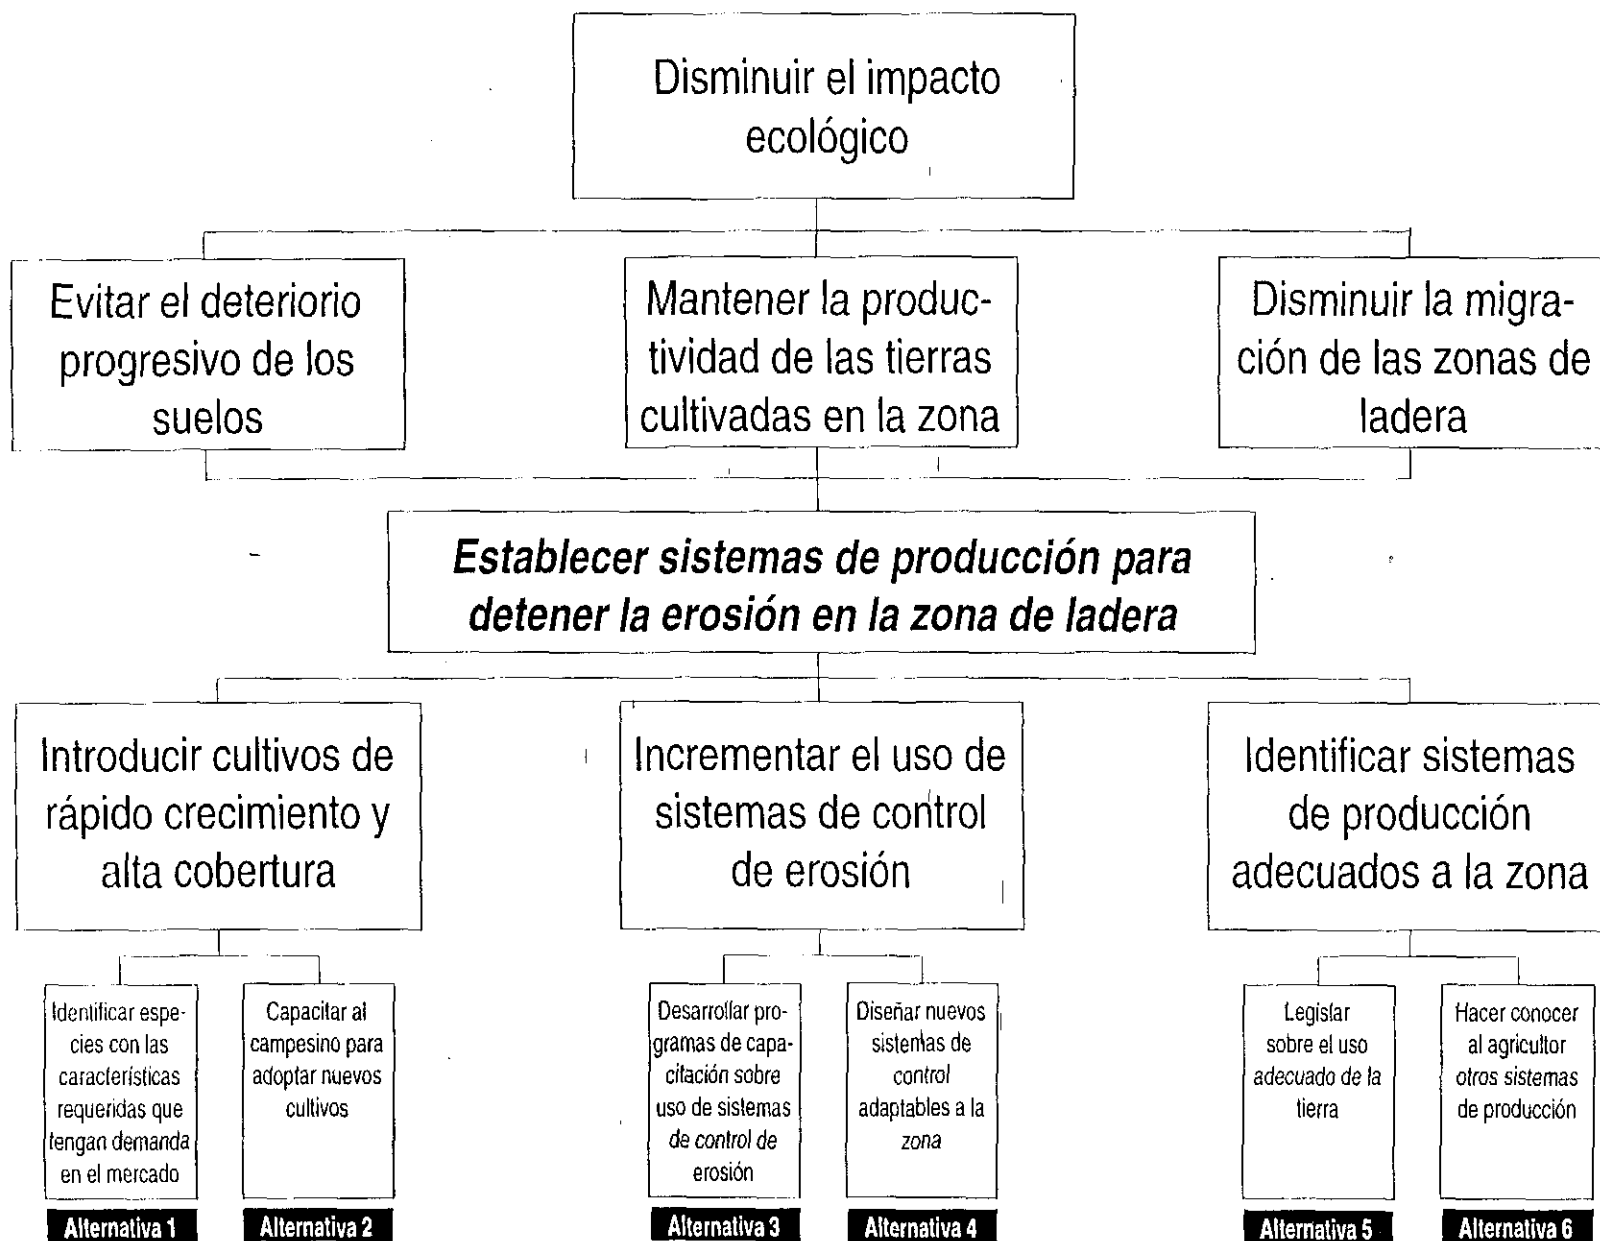 Disminuir el impacto
ecológico
Evitar el deteriorio
progresivo de los
suelos
Mantener la produc-
tividad de las tierras
cultivadas en la zona
Disminuir la migra-
ción de las zonas de
ladera
Establecer sistemas de producción para
detener la erosión en la zona de ladera
Introducir cultivos de
rápido crecimiento y
alta cobertura
Incrementar el uso de
sistemas de control
de erosión
Identificar sistemas
de producción
adecuados a la zona
Identificar espe-
cies con las
características
requeridas que
tengan demanda
en el mercado
Capacitar al
campesino para
adoptar nuevos
cultivos
Desarrollar pro-
gramas de capa-
citación sobre
uso de sistemas
de control de
erosión
Diseñar nuevos
sistemas de
control
adaptables a la
zona
Legislar
sobre el uso
adecuado de la
tierra
Hacer conocer
al agricultor
otros sistemas
de producción
Alternativa 1
Alternativa 2
Alternativa 3
Alternativa 4
Alternativa 5
Alternativa 6